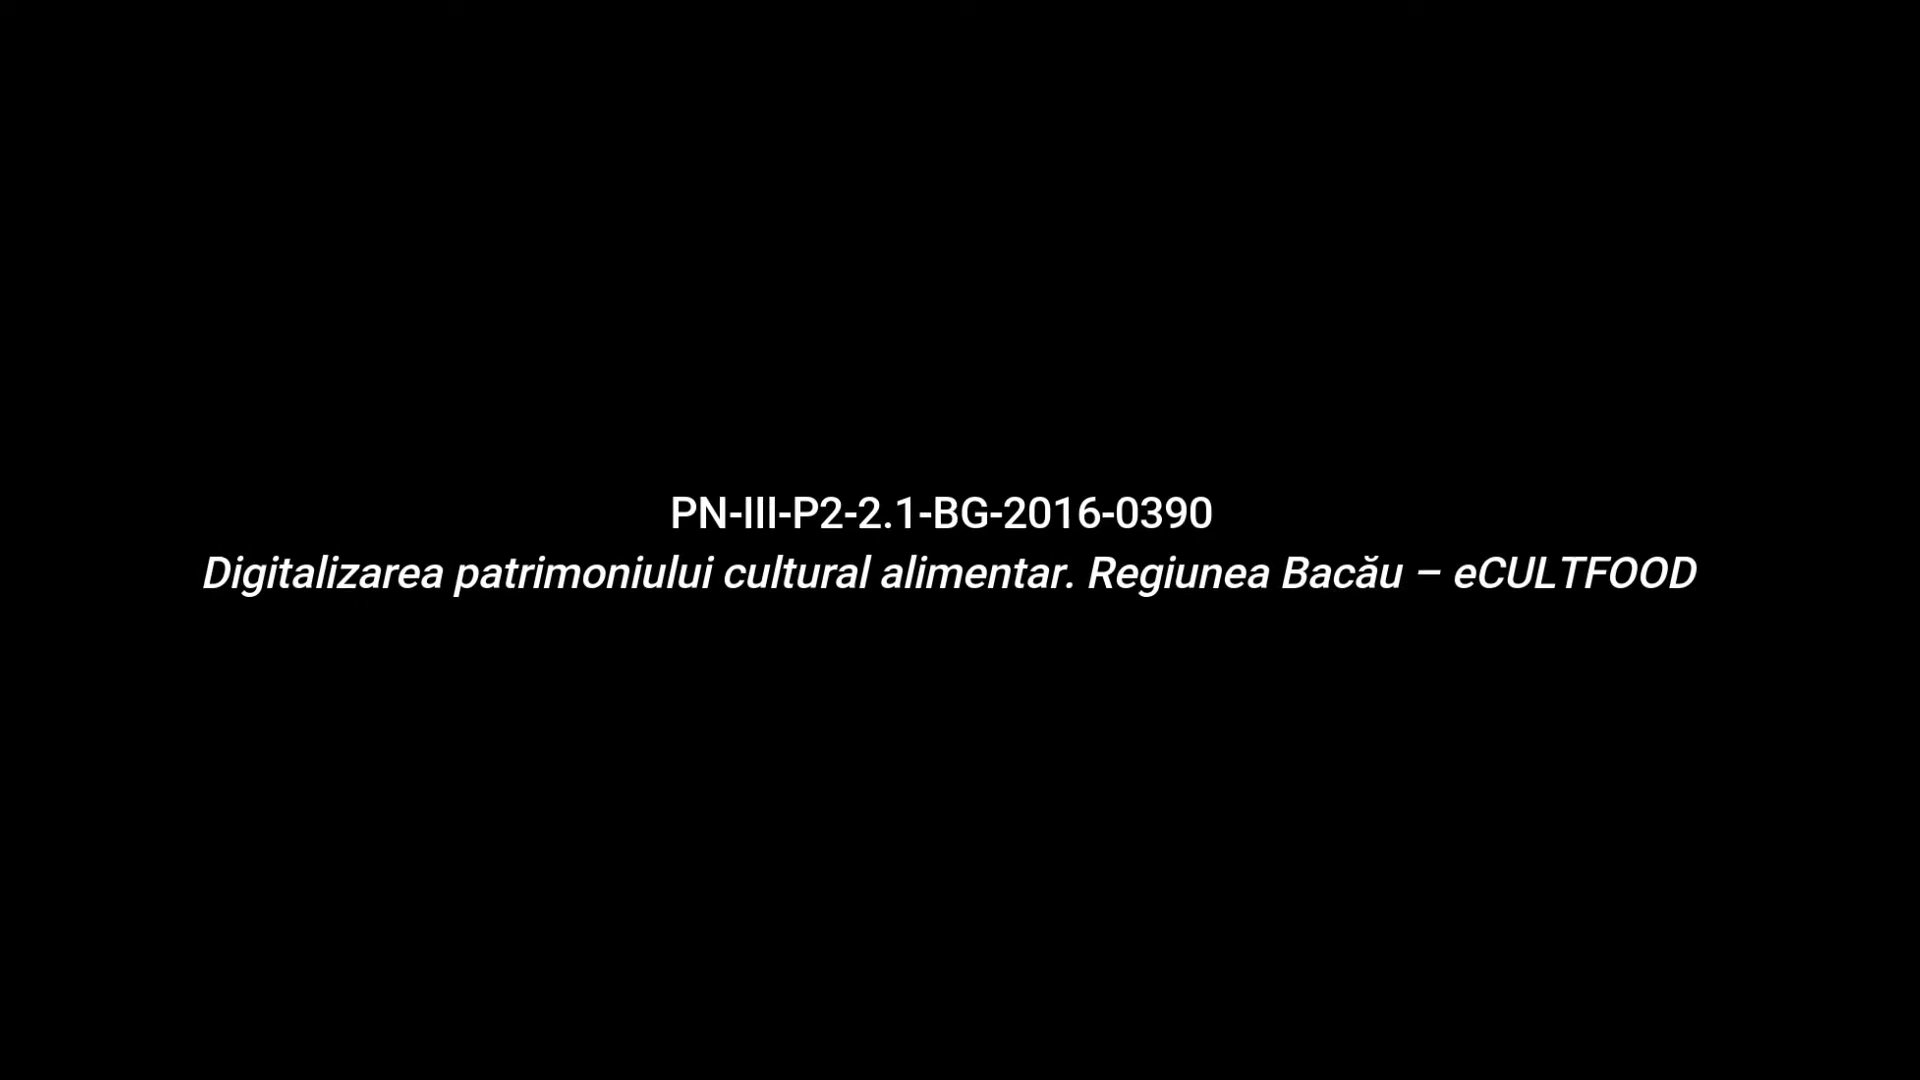 PN-III-P2-2.1-BG-2016-0390
Digitalizarea patrimoniului cultural alimentar. Regiunea Bacău – eCULTFOOD